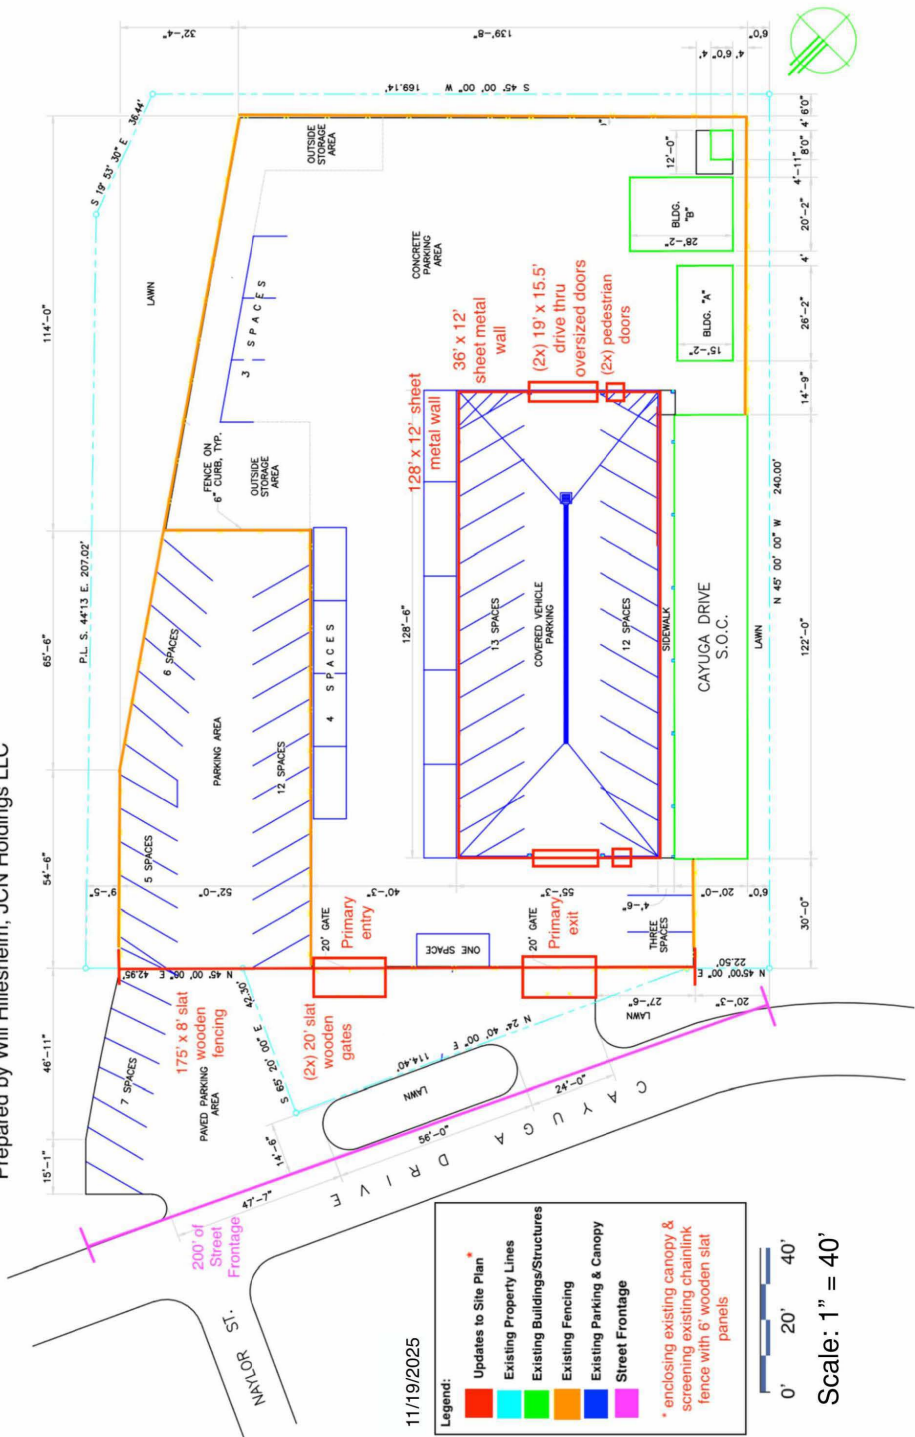 Prepared by Will Hillesheim, JCN Holdings LLC
32'-4"
139'-8"
6'0"
4' 6'0" 4'
S 45° 00' 00" W 169.14'
S 19° 53' 30" E 36.44'
114'-0"
LAWN
OUTSIDE
STORAGE
AREA
12'-0"
4' 6'0"
8'0"
4'-11"
BLDG.
"B"
28'-2"
20'-2"
4'
CONCRETE
PARKING
AREA
3 SPACES
BLDG. "A"
15'-2"
26'-2"
36' x 12'
sheet metal
wall
(2x) 19' x 15.5'
drive thru
oversized doors
(2x) pedestrian
doors
128' x 12' sheet
metal wall
14'-9"
FENCE ON
6" CURB, TYP.
OUTSIDE
STORAGE
AREA
P.L. S. 44°13 E. 207.02'
65'-6"
6 SPACES
PARKING AREA
12 SPACES
4 SPACES
128'-6"
13 SPACES
COVERED VEHICLE
PARKING
12 SPACES
SIDEWALK
CAYUGA DRIVE
S.O.C.
LAWN
N 45° 00' 00" W 240.00'
122'-0"
54'-6"
5 SPACES
9'-5"
52'-0"
40'-3"
55'-3"
4'-6"
20'-0"
6'0"
30'-0"
20' GATE
Primary
entry
ONE SPACE
20' GATE
Primary
exit
THREE
SPACES
N 45° 00' 00" E 42.95'
N 45°00' 00" E 22.50'
175' x 8' slat
wooden
fencing
S 65° 20' 00" E 42.30'
(2x) 20' slat
wooden
gates
N 24° 40' 00" E 114.40'
27'-6"
20'-3"
LAWN
46'-11"
7 SPACES
PAVED PARKING
AREA
LAWN
24'-0"
56'-0"
14'-6"
47'-7"
15'-1"
CAYUGA DRIVE
200' of
Street
Frontage
NAYLOR ST.
11/19/2025
Legend:
Updates to Site Plan *
Existing Property Lines
Existing Buildings/Structures
Existing Fencing
Existing Parking & Canopy
Street Frontage
* enclosing existing canopy &
screening existing chainlink
fence with 6' wooden slat
panels
0' 20' 40'
Scale: 1" = 40'